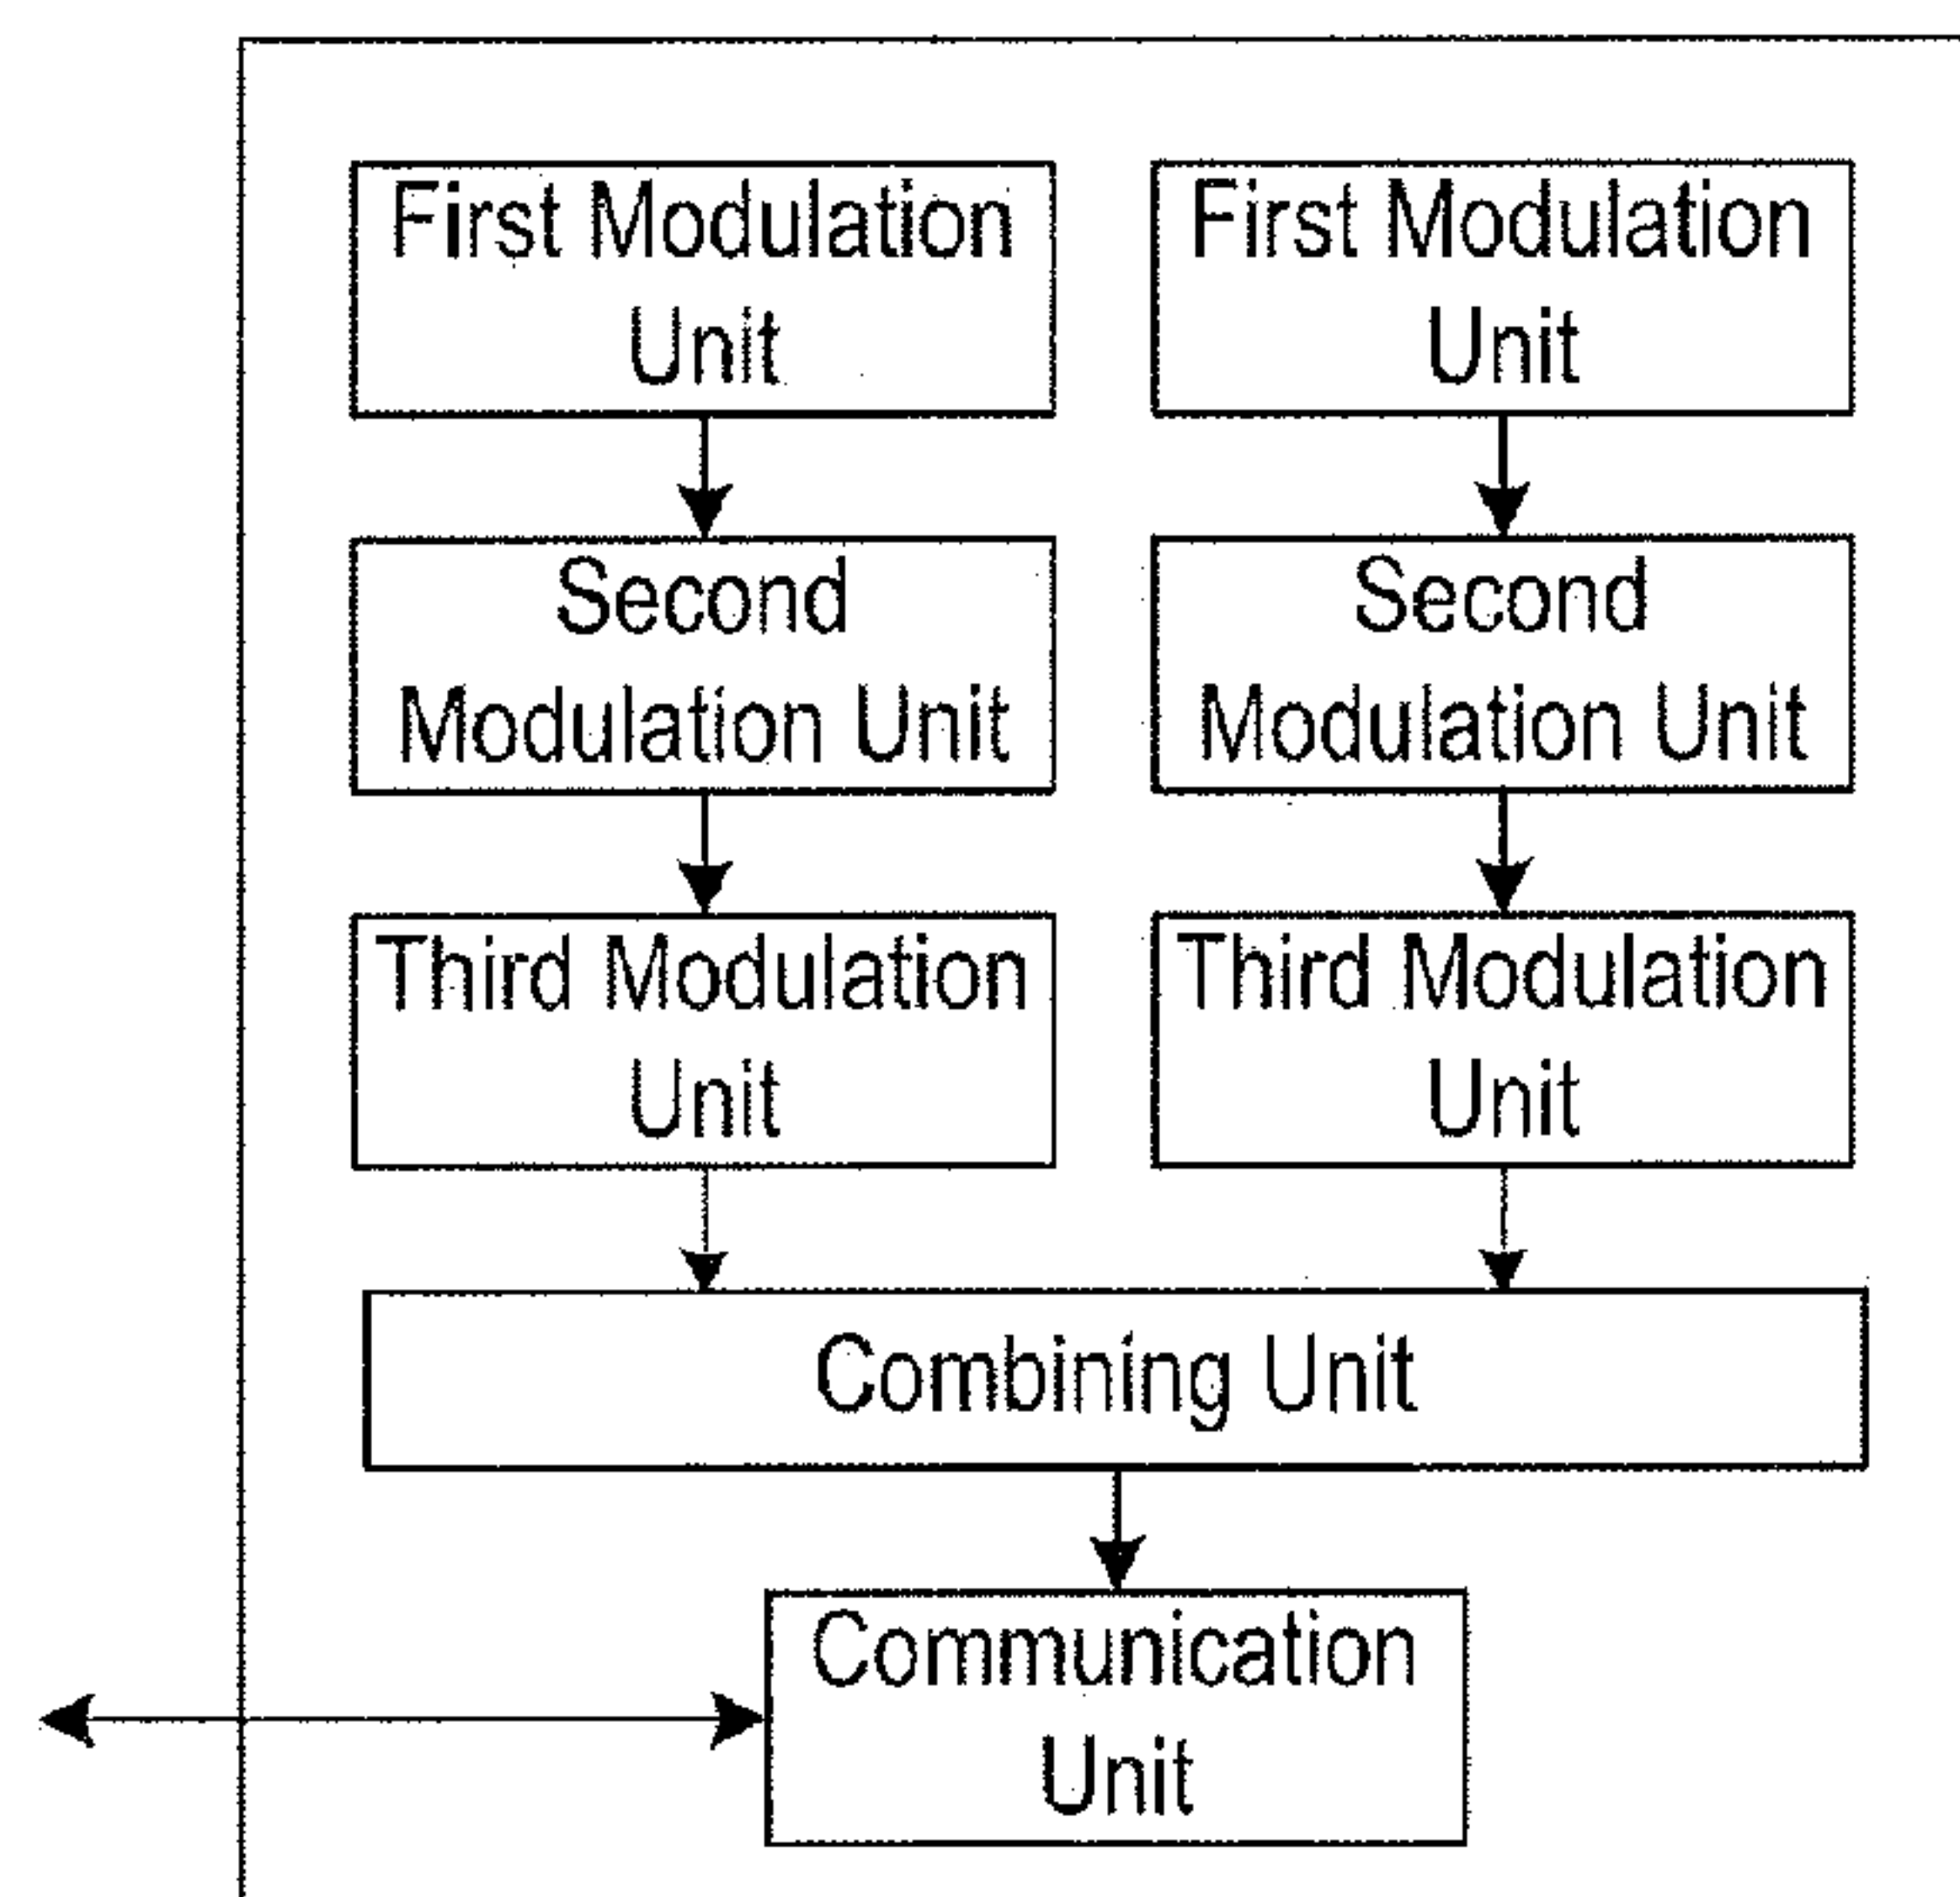 First Modulation
Unit
First Modulation
Unit
Second
Modulation Unit
Second
Modulation Unit
Third Modulation
Unit
Third Modulation
Unit
Combining Unit
Communication
Unit